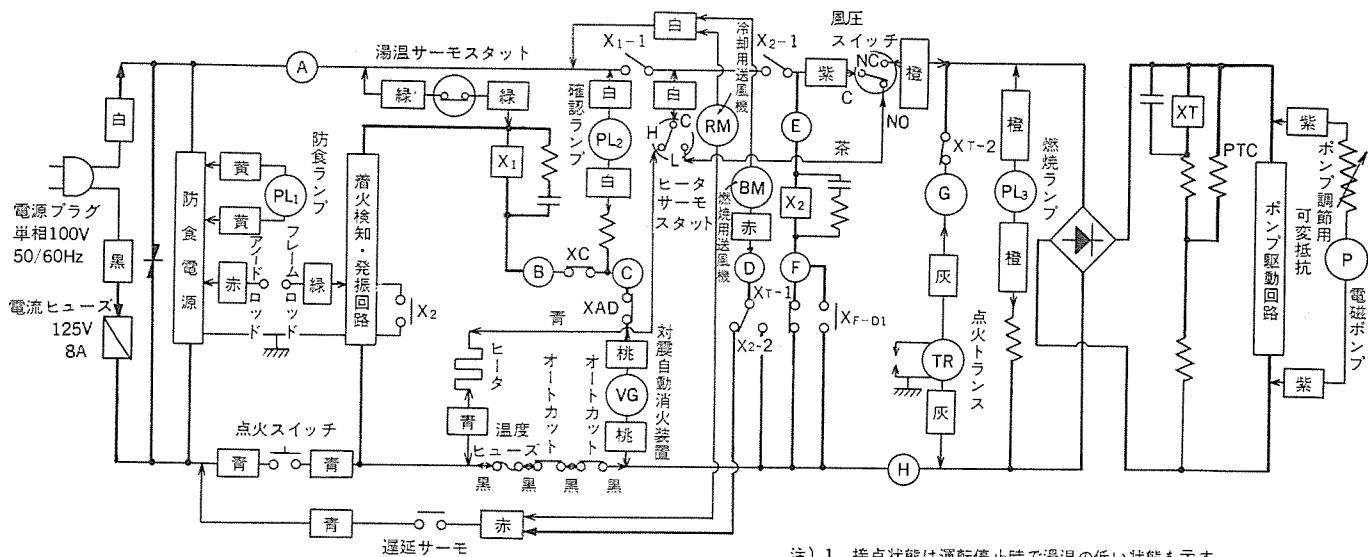 白
電源プラグ
単相100V
50/60Hz
黒
電流ヒューズ
125V
8A
防食電源
黄
黄
PL₁
防食ランプ
赤
アノードロッド
フレームロッド
緑
着火検知・発振回路
X₂
A
湯温サーモスタット
緑
緑
X₁
B
XC
C
XAD
確認ランプ
白
PL₂
白
X₁-1
白
白
H
C
L
ヒータ
サーモ
スタット
青
ヒータ
青
点火スイッチ
青
青
温度
ヒューズ
オートカット
オートカット
黒
黒
黒
黒
桃
VG
桃
対震自動消火装置
青
遅延サーモ
赤
RM
冷却用送風機
BM
燃焼用送風機
赤
D
XT-1
X₂-2
X₂-1
紫
風圧
スイッチ
NC
C
NO
茶
橙
E
X₂
F
XF-D1
XT-2
G
灰
TR
灰
点火トランス
H
橙
PL₃
橙
燃焼ランプ
XT
PTC
ポンプ駆動回路
紫
紫
ポンプ調節用
可変抵抗
P
電磁ポンプ
注) 1. 接点状態は運転停止時で湯温の低い状態を示す